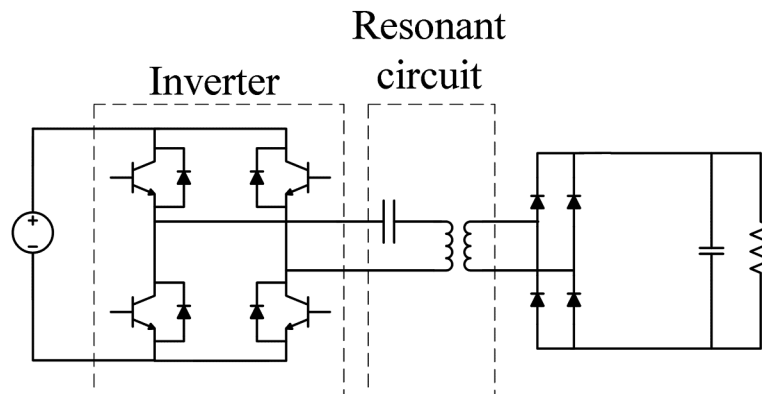 Resonant
circuit
Inverter
+
−